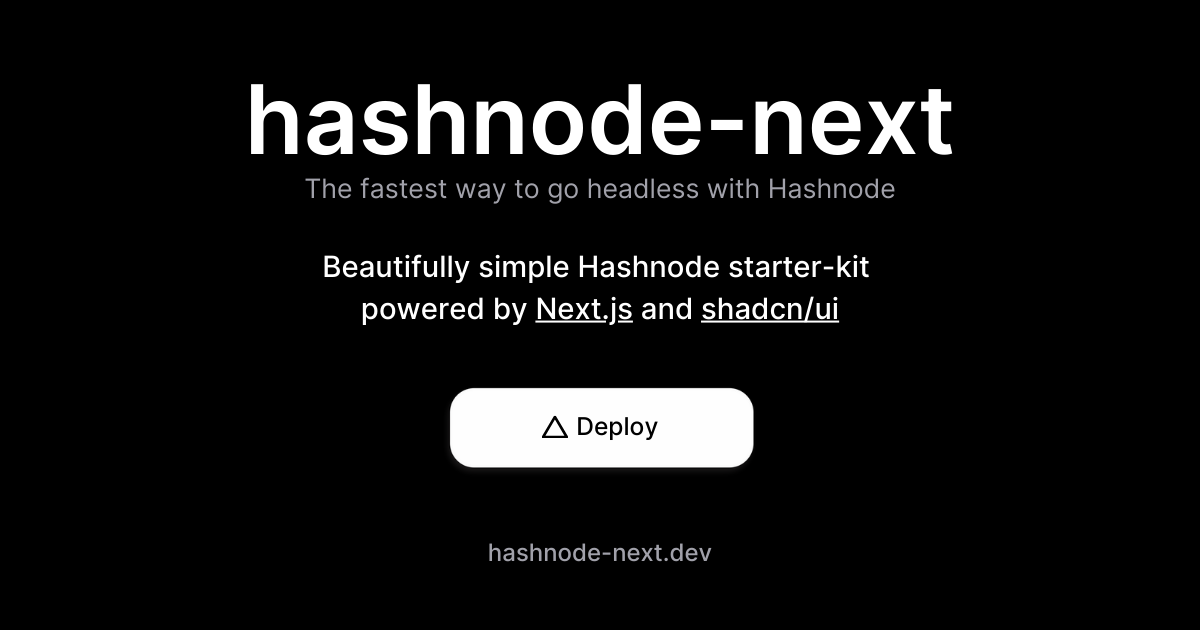 hashnode-next
The fastest way to go headless with Hashnode
Beautifully simple Hashnode starter-kit
powered by Next.js and shadcn/ui
Deploy
hashnode-next.dev